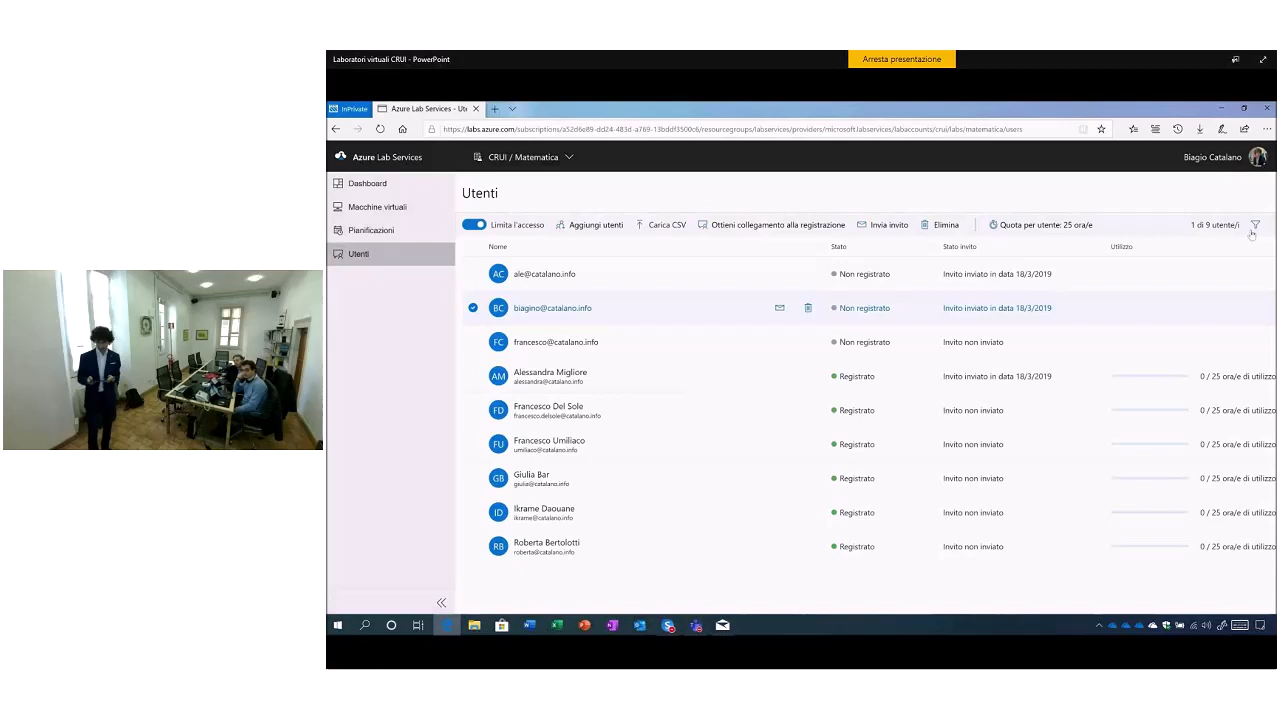 Laboratori virtuali CRUI - PowerPoint
Arresta presentazione
InPrivate
Azure Lab Services - Ute
https://labs.azure.com/subscriptions/a52d6e89-dd24-483d-a769-13bddf3500c6/resourcegroups/labservices/providers/microsoft.labservices/labaccounts/crui/labs/matematica/users
Azure Lab Services
CRUI / Matematica
Biagio Catalano
Dashboard
Macchine virtuali
Pianificazioni
Utenti
Utenti
Limita l'accesso Aggiungi utenti Carica CSV Ottieni collegamento alla registrazione Invia invito Elimina Quota per utente: 25 ora/e 1 di 9 utente/i
Nome Stato Stato invito Utilizzo
AC ale@catalano.info Non registrato Invito inviato in data 18/3/2019
BC biagino@catalano.info Non registrato Invito inviato in data 18/3/2019
FC francesco@catalano.info Non registrato Invito non inviato
AM Alessandra Migliore Registrato Invito inviato in data 18/3/2019 0 / 25 ora/e di utilizzo
alessandra@catalano.info
FD Francesco Del Sole Registrato Invito non inviato 0 / 25 ora/e di utilizzo
francesco.delsole@catalano.info
FU Francesco Umiliaco Registrato Invito non inviato 0 / 25 ora/e di utilizzo
umiliaco@catalano.info
GB Giulia Bar Registrato Invito non inviato 0 / 25 ora/e di utilizzo
giulia@catalano.info
ID Ikrame Daouane Registrato Invito non inviato 0 / 25 ora/e di utilizzo
ikrame@catalano.info
RB Roberta Bertolotti Registrato Invito non inviato 0 / 25 ora/e di utilizzo
roberta@catalano.info